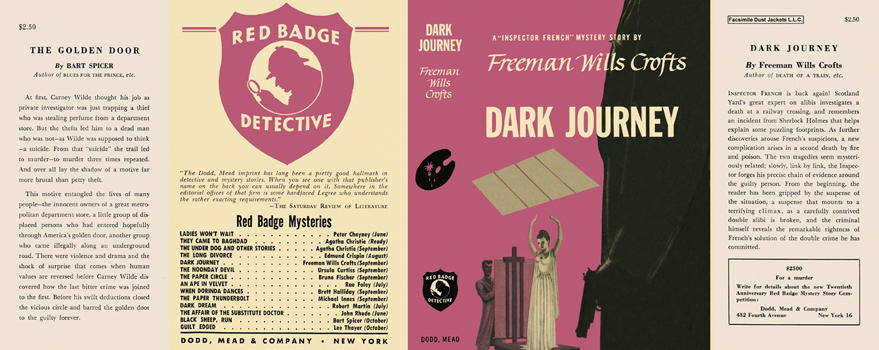 $2.50
THE GOLDEN DOOR
By BART SPICER
Author of BLUES FOR THE PRINCE, etc.
At first, Carney Wilde thought his job as
private investigator was just trapping a thief
who was stealing perfume from a department
store. But the thefts led him to a dead man
who was not—as Wilde was supposed to think
—a suicide. From that "suicide" the trail led
to murder—to murder three times repeated.
And over all lay the shadow of a motive far
more brutal than petty theft.
This motive entangled the lives of many
people—the innocent owners of a great metro-
politan department store, a little group of dis-
placed persons who had entered hopefully
through America's golden door, another group
who came illegally along an underground
road. There were violence and drama and the
shock of surprise that comes when human
values are reversed before Carney Wilde dis-
covered how the last bitter crime was joined
to the first. Before his swift deductions closed
the vicious circle and barred the golden door
to the guilty forever.
RED BADGE
DETECTIVE
"The Dodd, Mead imprint has long been a pretty good hallmark in
detective and mystery stories. When you see one with that publisher's
name on the back you can usually depend on it. Somewhere in the
editorial offices of that firm is some hardfaced Legree who understands
the rather exacting requirements."
—THE SATURDAY REVIEW OF LITERATURE
Red Badge Mysteries
LADIES WON'T WAIT . . . . . Peter Cheyney (June)
THEY CAME TO BAGHDAD . . . . . Agatha Christie (Ready)
THE UNDER DOG AND OTHER STORIES . . Agatha Christie (September)
THE LONG DIVORCE . . . . . Edmund Crispin (August)
DARK JOURNEY . . . . . Freeman Wills Crofts (September)
THE NOONDAY DEVIL . . . . . Ursula Curtiss (September)
THE PAPER CIRCLE . . . . . Bruno Fischer (September)
AN APE IN VELVET . . . . . Rae Foley (July)
WHEN DORINDA DANCES . . . . . Brett Halliday (September)
THE PAPER THUNDERBOLT . . . . . Michael Innes (September)
DARK DREAM . . . . . Robert Martin (July)
THE AFFAIR OF THE SUBSTITUTE DOCTOR . . . John Rhode (June)
BLACK SHEEP, RUN . . . . . Bart Spicer (October)
GUILT EDGED . . . . . Lee Thayer (October)
DODD, MEAD & COMPANY • NEW YORK
DARK
JOURNEY
Freeman
Wills
Crofts
RED BADGE
DETECTIVE
DODD, MEAD
A "INSPECTOR FRENCH" MYSTERY STORY BY
Freeman Wills Crofts
DARK JOURNEY
Facsimile Dust Jackets L.L.C.
$2.50
DARK JOURNEY
By Freeman Wills Crofts
Author of DEATH OF A TRAIN, etc.
INSPECTOR FRENCH is back again! Scotland
Yard's great expert on alibis investigates a
death at a railway crossing, and remembers
an incident from Sherlock Holmes that helps
explain some puzzling footprints. As further
discoveries arouse French's suspicions, a new
complication arises in a second death by fire
and poison. The two tragedies seem mysteri-
ously related; slowly, link by link, the Inspec-
tor forges his precise chain of evidence around
the guilty person. From the beginning, the
reader has been gripped by the suspense of
the situation, a suspense that mounts to a
terrifying climax, as a carefully contrived
double alibi is broken, and the criminal
himself reveals the remarkable rightness of
French's solution of the double crime he has
committed.
$2500
For a murder
Write for details about the new Twentieth
Anniversary Red Badge Mystery Story Com-
petition:
Dodd, Mead & Company
432 Fourth Avenue New York 16